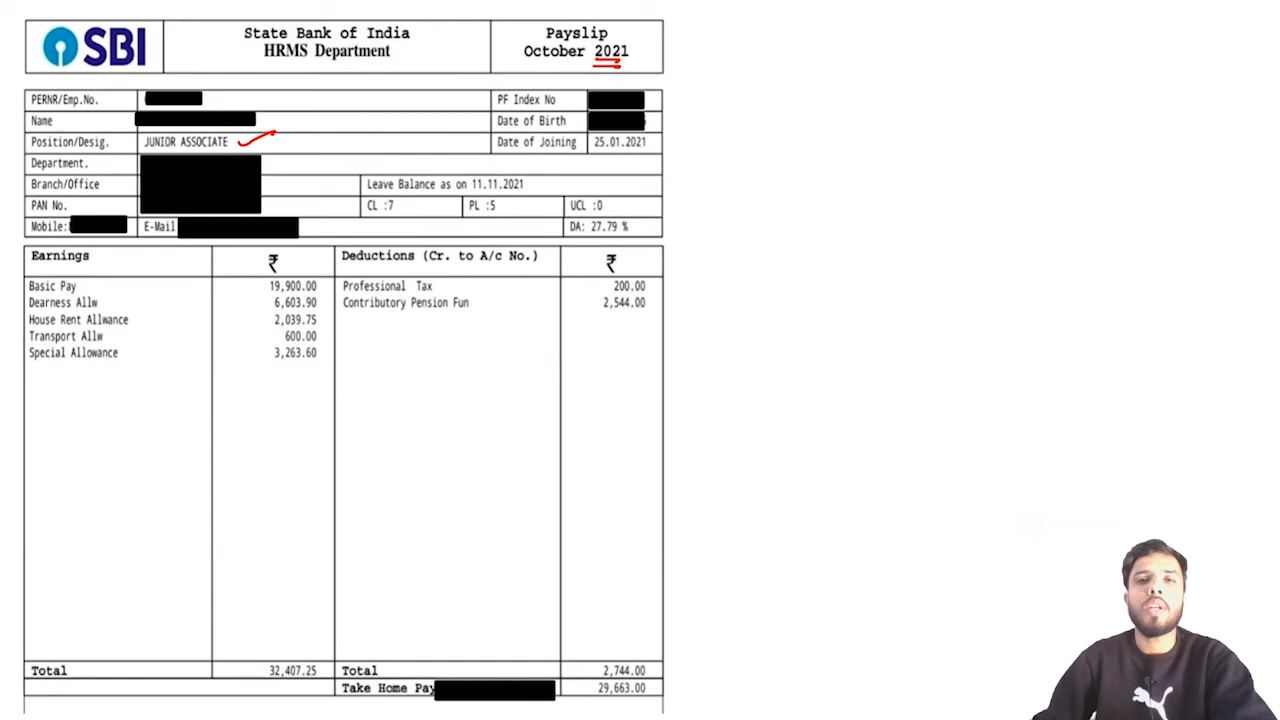 SBI
State Bank of India
HRMS Department
Payslip
October 2021
PERNR/Emp.No.
PF Index No
Name
Date of Birth
Position/Desig. JUNIOR ASSOCIATE
Date of Joining 25.01.2021
Department.
Branch/Office
Leave Balance as on 11.11.2021
PAN No.
CL :7 PL :5 UCL :0
Mobile: E-Mail DA: 27.79 %
Earnings ₹ Deductions (Cr. to A/c No.) ₹
Basic Pay 19,900.00 Professional Tax 200.00
Dearness Allw 6,603.90 Contributory Pension Fun 2,544.00
House Rent Allwance 2,039.75
Transport Allw 600.00
Special Allowance 3,263.60
Total 32,407.25 Total 2,744.00
Take Home Pay 29,663.00